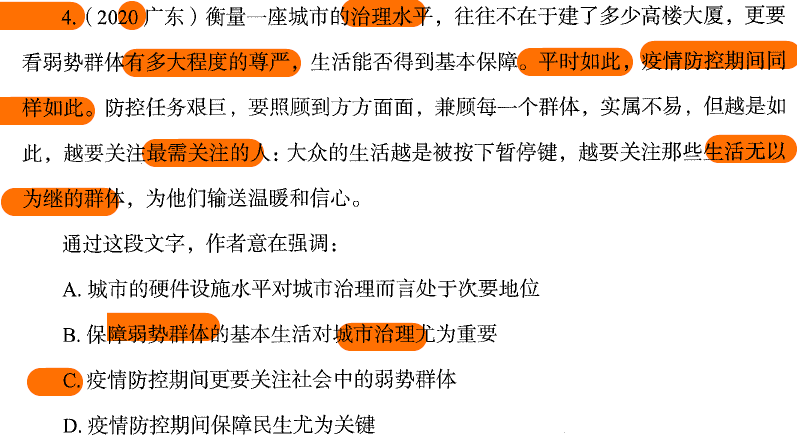 4.（2020广东）衡量一座城市的治理水平，往往不在于建了多少高楼大厦，更要
看弱势群体有多大程度的尊严，生活能否得到基本保障。平时如此，疫情防控期间同
样如此。防控任务艰巨，要照顾到方方面面，兼顾每一个群体，实属不易，但越是如
此，越要关注最需关注的人：大众的生活越是被按下暂停键，越要关注那些生活无以
为继的群体，为他们输送温暖和信心。
通过这段文字，作者意在强调：
A. 城市的硬件设施水平对城市治理而言处于次要地位
B. 保障弱势群体的基本生活对城市治理尤为重要
C. 疫情防控期间更要关注社会中的弱势群体
D. 疫情防控期间保障民生尤为关键